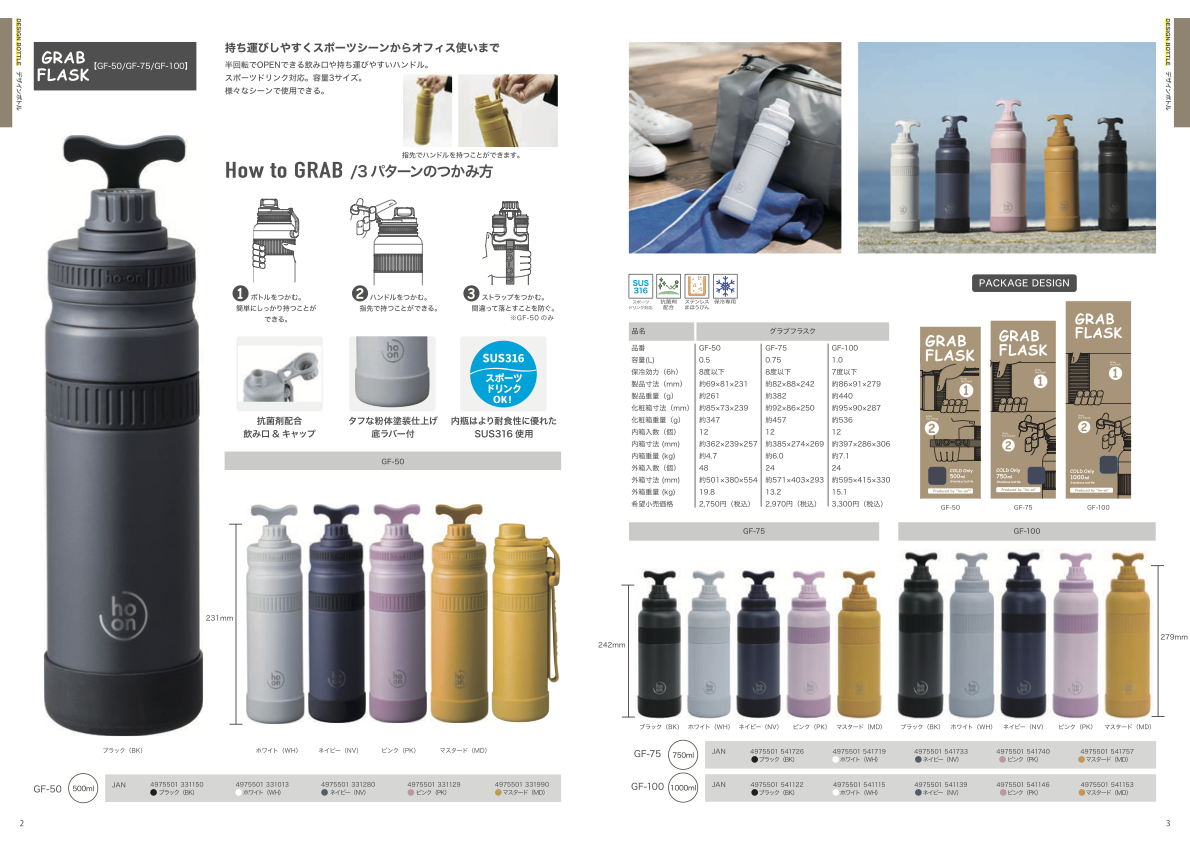 DESIGN BOTTLE デザインボトル
GRAB
FLASK
【GF-50/GF-75/GF-100】
持ち運びしやすくスポーツシーンからオフィス使いまで
半回転でOPENできる飲み口や持ち運びやすいハンドル。
スポーツドリンク対応。容量3サイズ。
様々なシーンで使用できる。
指先でハンドルを持つことができます。
How to GRAB /3 パターンのつかみ方
1 ボトルをつかむ。
簡単にしっかり持つことが
できる。
2 ハンドルをつかむ。
指先で持つことができる。
3 ストラップをつかむ。
間違って落とすことを防ぐ。
※GF-50 のみ
ho-on
ho
on
抗菌剤配合
飲み口 & キャップ
ho
on
タフな粉体塗装仕上げ
底ラバー付
SUS316
スポーツ
ドリンク
OK!
内瓶はより耐食性に優れた
SUS316 使用
GF-50
231mm
ブラック（BK）
ホワイト（WH）
ネイビー（NV）
ピンク（PK）
マスタード（MD）
GF-50 500ml JAN
4975501 331150
ブラック（BK）
4975501 331013
ホワイト（WH）
4975501 331280
ネイビー（NV）
4975501 331129
ピンク（PK）
4975501 331990
マスタード（MD）
2
DESIGN BOTTLE デザインボトル
SUS
316
スポーツ
ドリンク対応
抗菌剤
配合
ステンレス
まほうびん
保冷専用
品名 グラブフラスク
品番 GF-50 GF-75 GF-100
容量(L) 0.5 0.75 1.0
保冷効力（6h） 8度以下 8度以下 7度以下
製品寸法（mm） 約69×81×231 約82×88×242 約86×91×279
製品重量（g） 約261 約382 約440
化粧箱寸法（mm） 約85×73×239 約92×86×250 約95×90×287
化粧箱重量（g） 約347 約457 約536
内箱入数（個） 12 12 12
内箱寸法 (mm) 約362×239×257 約385×274×269 約397×286×306
内箱重量 (kg) 約4.7 約6.0 約7.1
外箱入数（個） 48 24 24
外箱寸法 (mm) 約501×380×554 約571×403×293 約595×415×330
外箱重量 (kg) 19.8 13.2 15.1
希望小売価格 2,750円（税込） 2,970円（税込） 3,300円（税込）
PACKAGE DESIGN
GRAB
FLASK
1
2
COLD Only
500ml
Produced by "ho-on"
GF-50
GRAB
FLASK
1
2
COLD Only
750ml
Produced by "ho-on"
GF-75
GRAB
FLASK
1
2
COLD Only
1000ml
Produced by "ho-on"
GF-100
GF-75
242mm
ブラック（BK）
ホワイト（WH）
ネイビー（NV）
ピンク（PK）
マスタード（MD）
GF-100
279mm
ブラック（BK）
ホワイト（WH）
ネイビー（NV）
ピンク（PK）
マスタード（MD）
GF-75 750ml JAN
4975501 541726
ブラック（BK）
4975501 541719
ホワイト（WH）
4975501 541733
ネイビー（NV）
4975501 541740
ピンク（PK）
4975501 541757
マスタード（MD）
GF-100 1000ml JAN
4975501 541122
ブラック（BK）
4975501 541115
ホワイト（WH）
4975501 541139
ネイビー（NV）
4975501 541146
ピンク（PK）
4975501 541153
マスタード（MD）
3